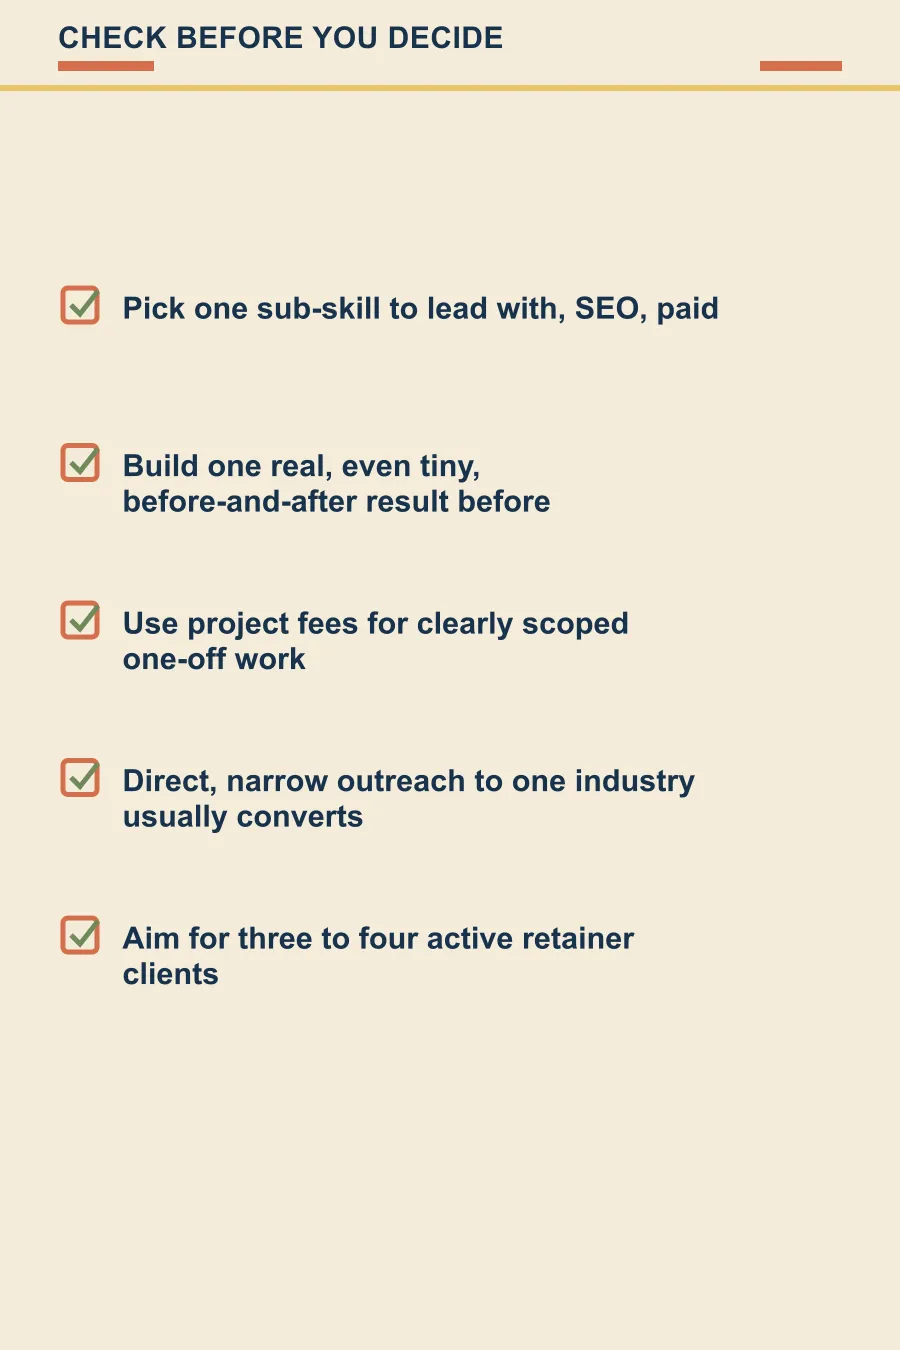 CHECK BEFORE YOU DECIDE
Pick one sub-skill to lead with, SEO, paid
Build one real, even tiny,
before-and-after result before
Use project fees for clearly scoped
one-off work
Direct, narrow outreach to one industry
usually converts
Aim for three to four active retainer
clients